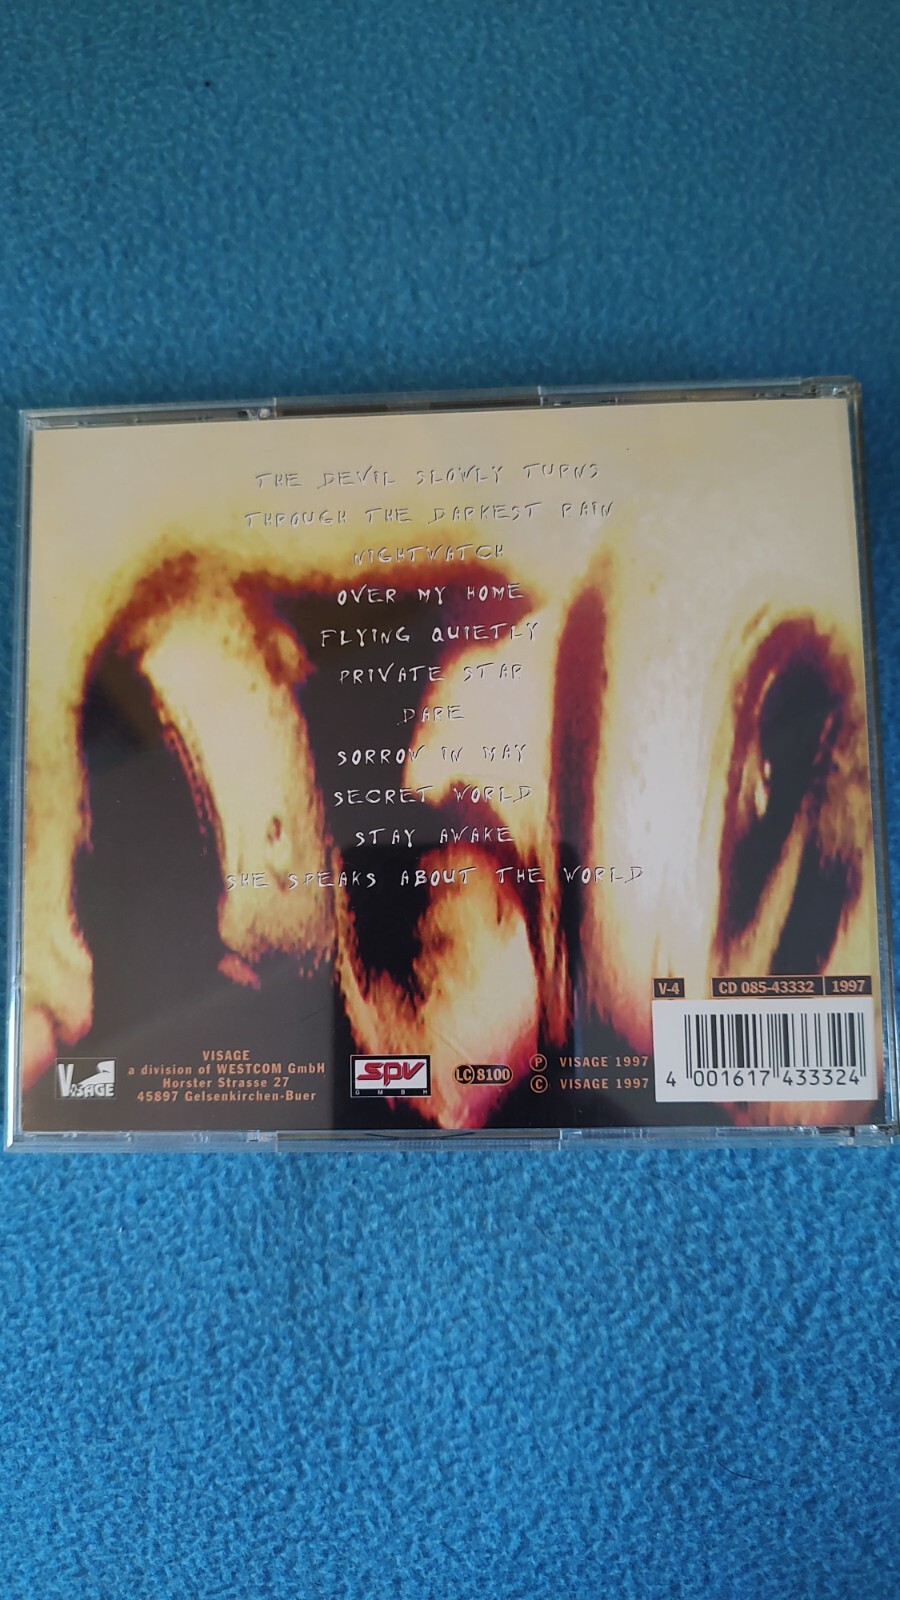 THE DEVIL SLOWLY TURNS
THROUGH THE DARKEST RAIN
NIGHTWATCH
OVER MY HOME
FLYING QUIETLY
PRIVATE STAR
DARE
SORROW IN MAY
SECRET WORLD
STAY AWAKE
SHE SPEAKS ABOUT THE WORLD
V-4 CD 085-43332 1997
VISAGE
VISAGE
a division of WESTCOM GmbH
Horster Strasse 27
45897 Gelsenkirchen-Buer
spv
GMBH
LC 8100
Ⓟ VISAGE 1997
© VISAGE 1997
4 001617 433324